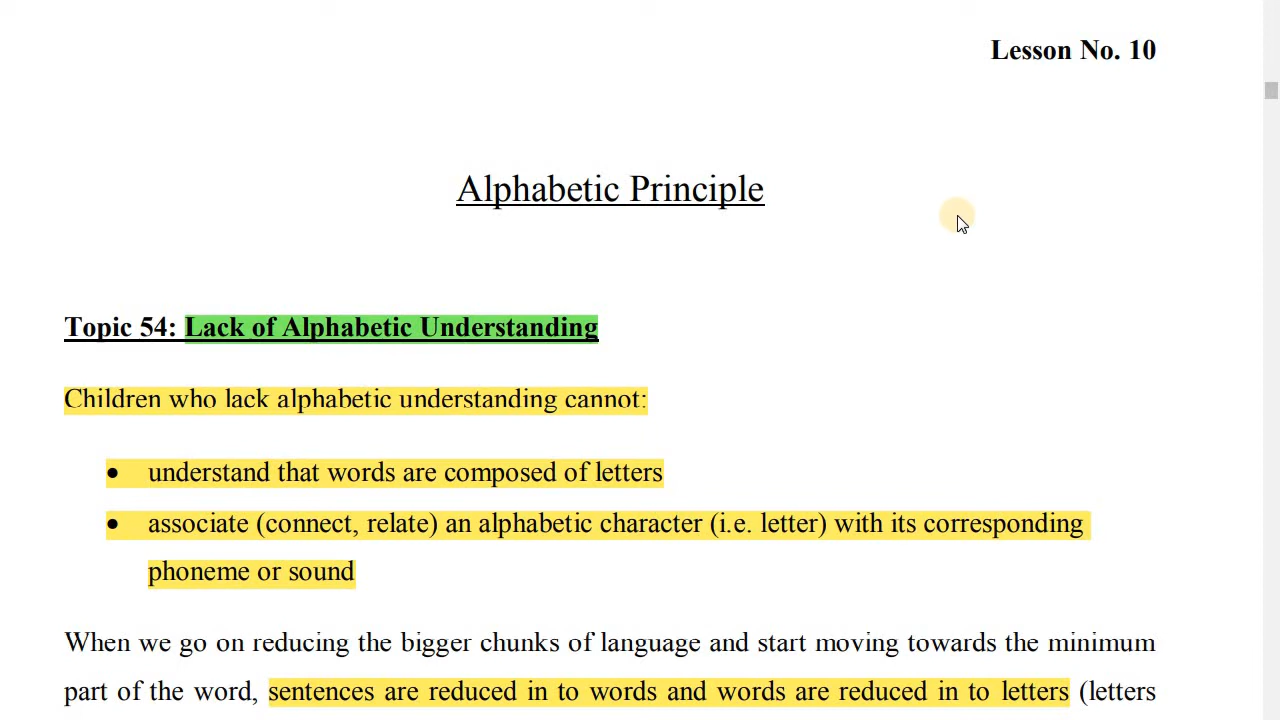 Lesson No. 10
Alphabetic Principle
Topic 54: Lack of Alphabetic Understanding
Children who lack alphabetic understanding cannot:
• understand that words are composed of letters
• associate (connect, relate) an alphabetic character (i.e. letter) with its corresponding
phoneme or sound
When we go on reducing the bigger chunks of language and start moving towards the minimum
part of the word, sentences are reduced in to words and words are reduced in to letters (letters